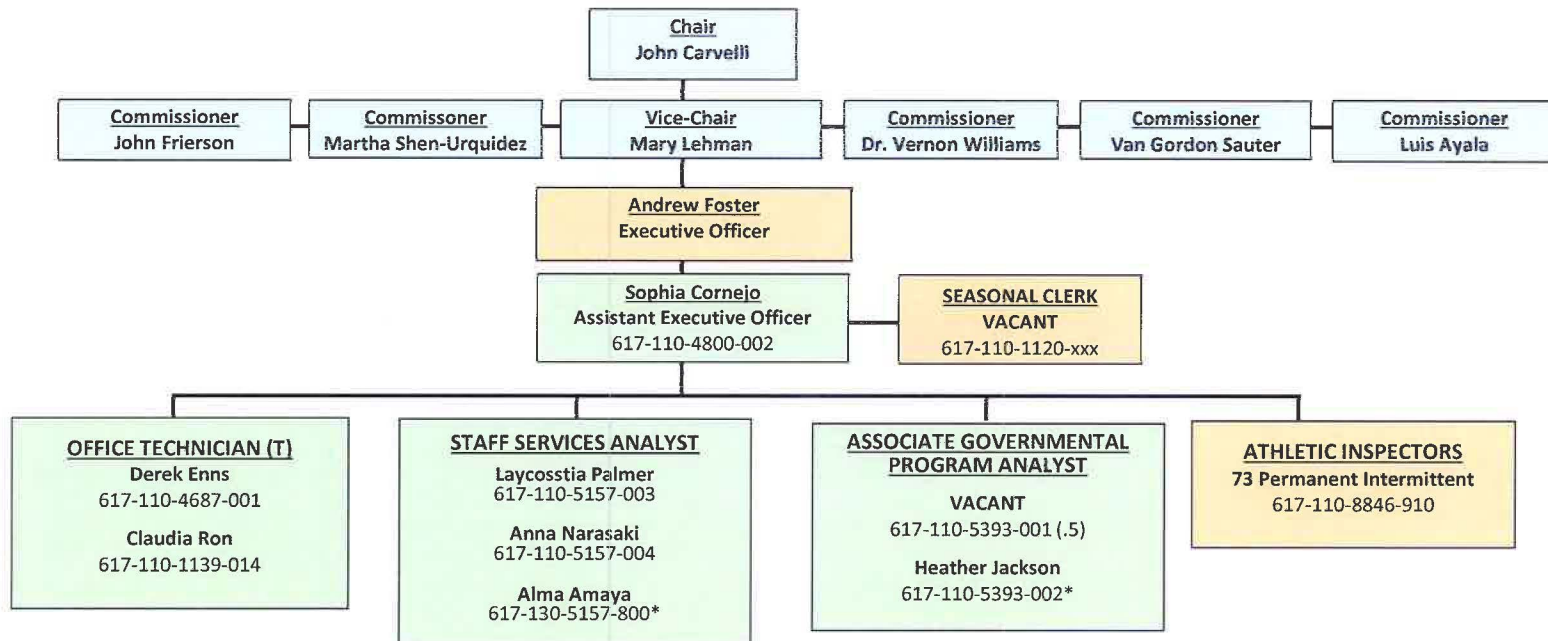 Chair
John Carvelli
Commissioner
John Frierson
Commissoner
Martha Shen-Urquidez
Vice-Chair
Mary Lehman
Commissioner
Dr. Vernon Williams
Commissioner
Van Gordon Sauter
Commissioner
Luis Ayala
Andrew Foster
Executive Officer
Sophia Cornejo
Assistant Executive Officer
617-110-4800-002
SEASONAL CLERK
VACANT
617-110-1120-xxx
OFFICE TECHNICIAN (T)
Derek Enns
617-110-4687-001
Claudia Ron
617-110-1139-014
STAFF SERVICES ANALYST
Laycosstia Palmer
617-110-5157-003
Anna Narasaki
617-110-5157-004
Alma Amaya
617-130-5157-800*
ASSOCIATE GOVERNMENTAL
PROGRAM ANALYST
VACANT
617-110-5393-001 (.5)
Heather Jackson
617-110-5393-002*
ATHLETIC INSPECTORS
73 Permanent Intermittent
617-110-8846-910